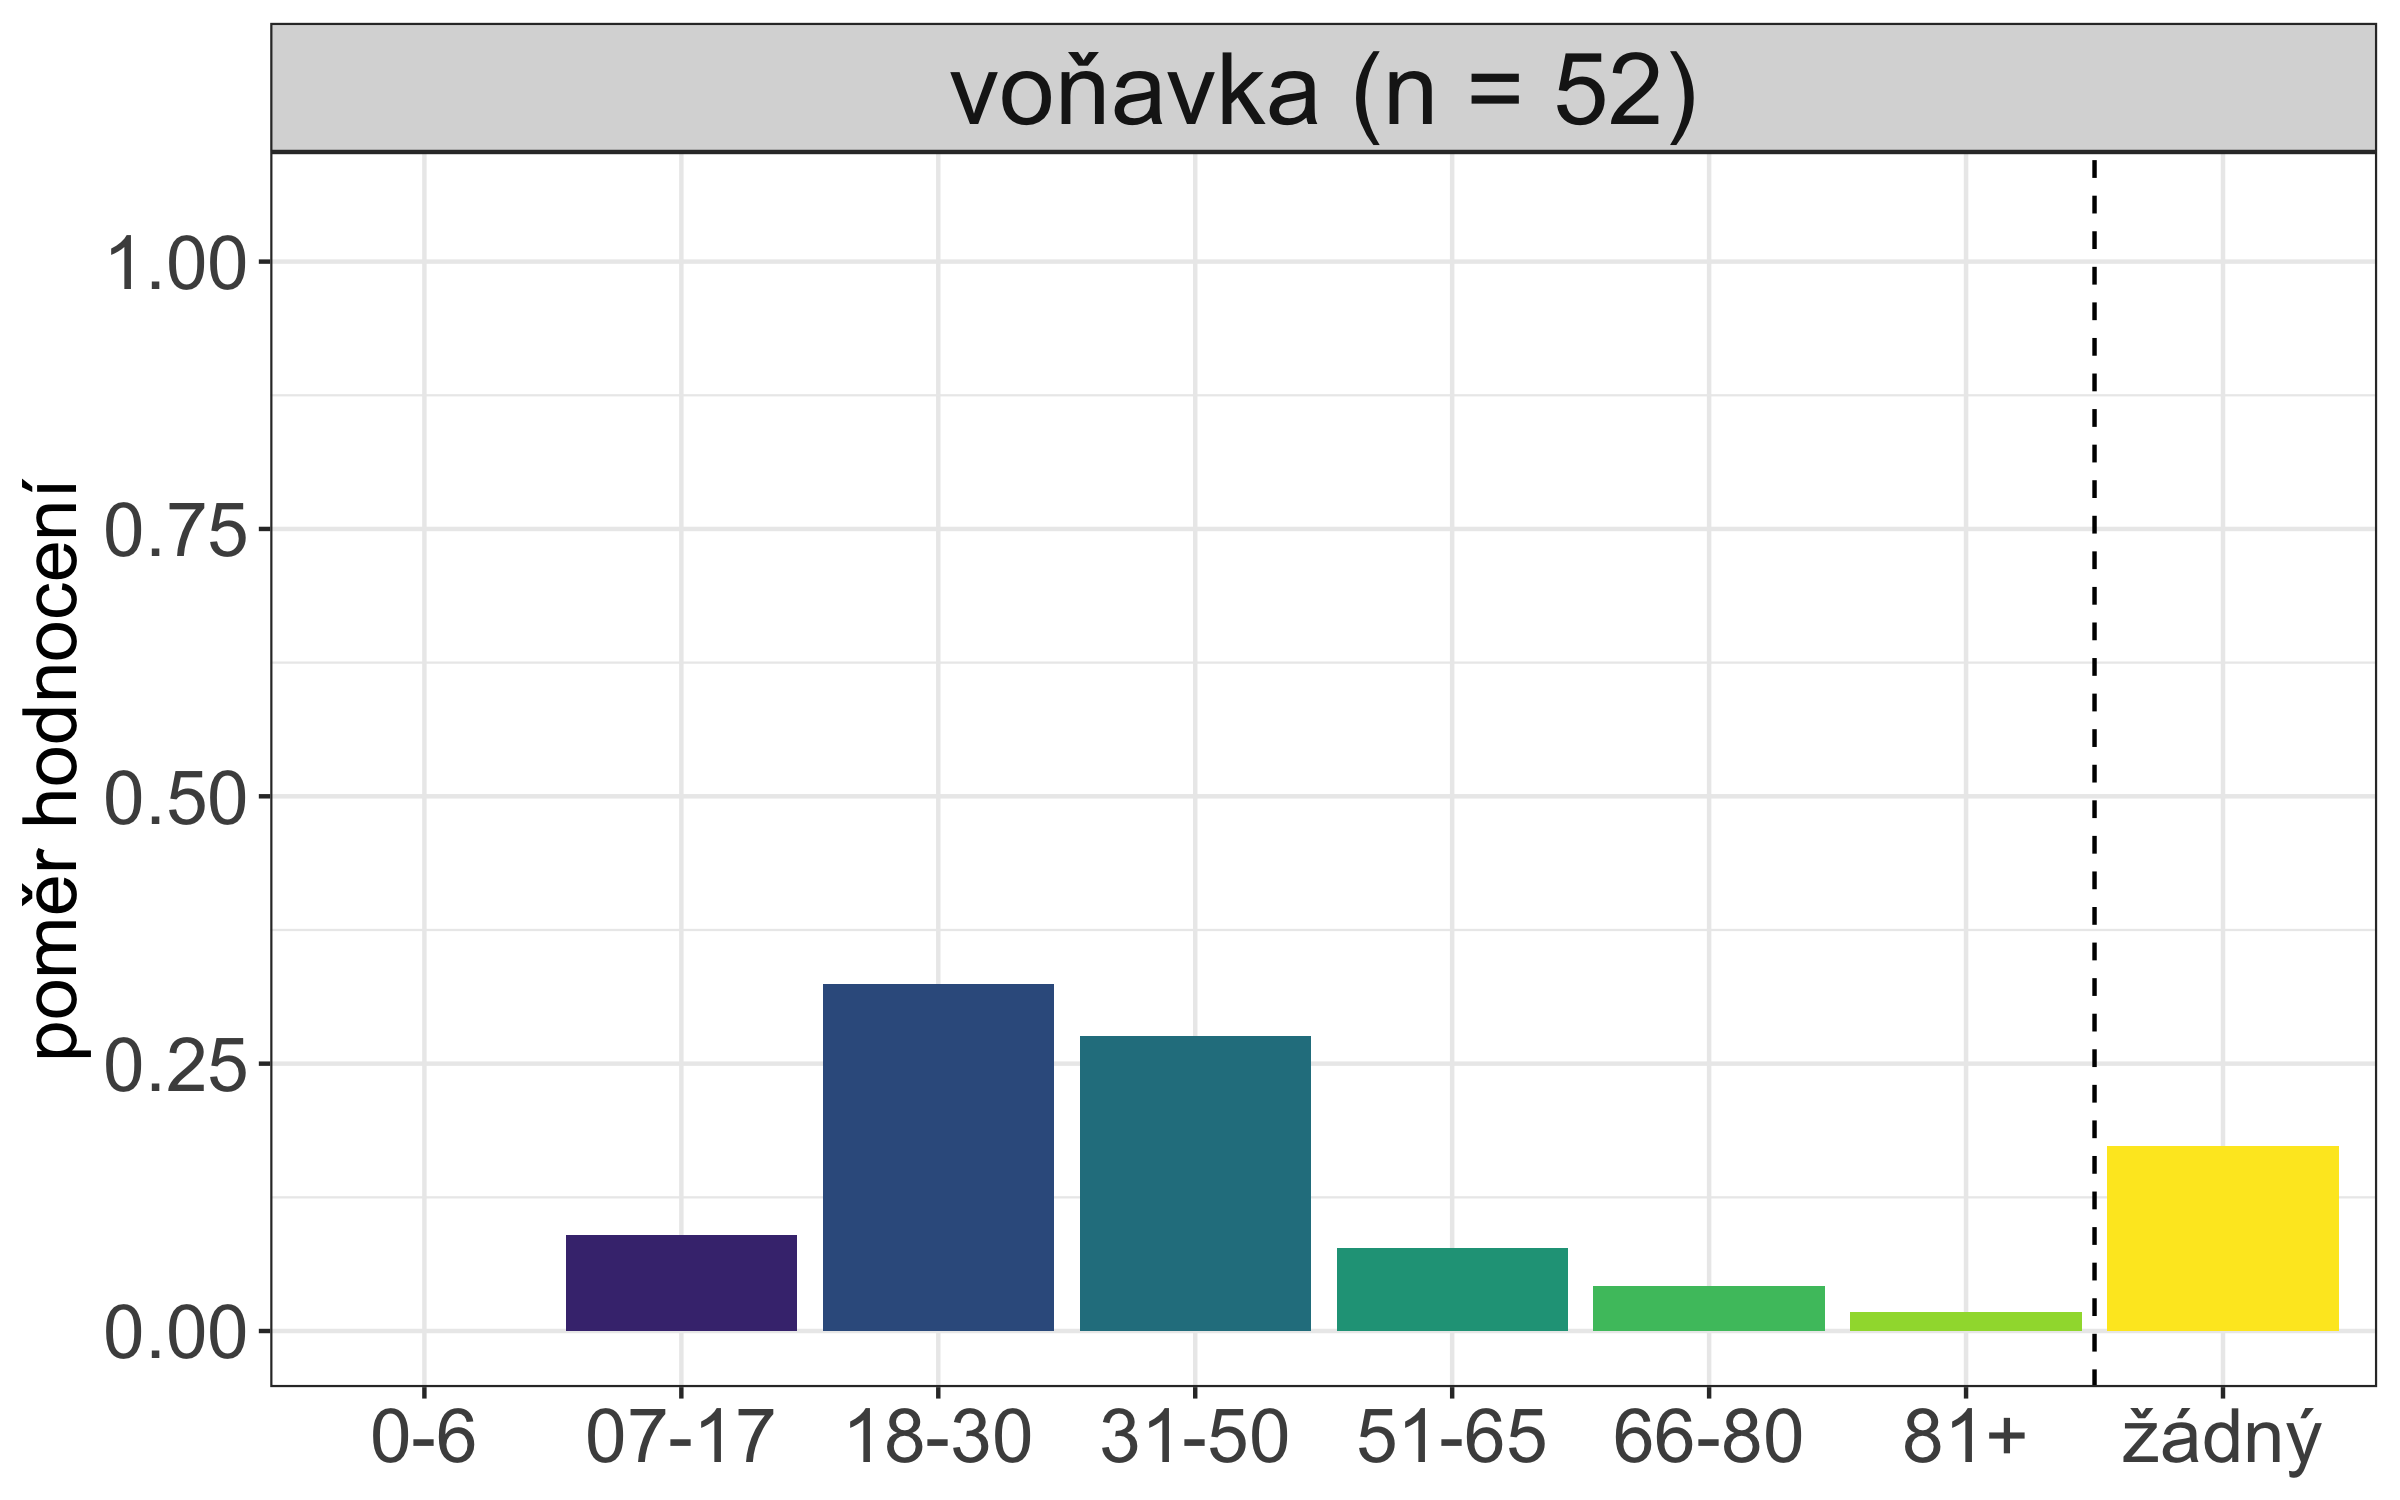 voňavka (n = 52)
poměr hodnocení
1.00
0.75
0.50
0.25
0.00
0-6 07-17 18-30 31-50 51-65 66-80 81+ žádný